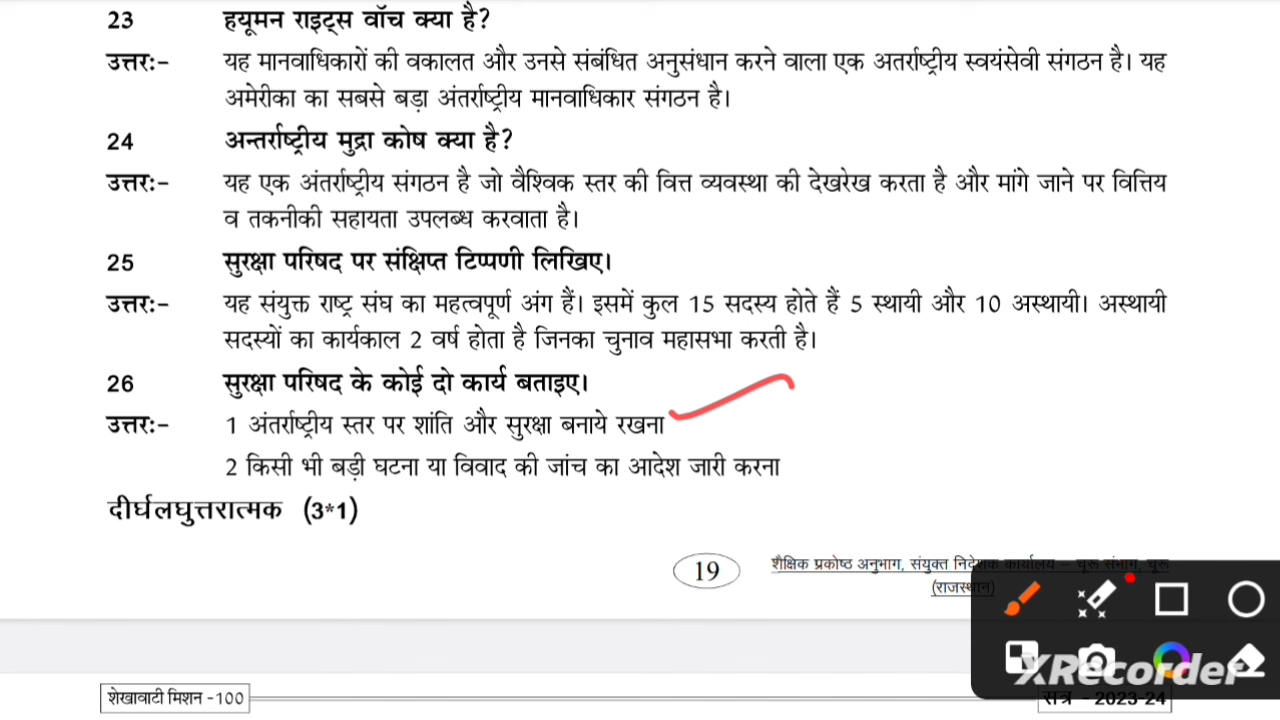 23 हयूमन राइट्स वॉच क्या है?
उत्तरः- यह मानवाधिकारों की वकालत और उनसे संबंधित अनुसंधान करने वाला एक अतर्राष्ट्रीय स्वयंसेवी संगठन है। यह
अमेरीका का सबसे बड़ा अंतर्राष्ट्रीय मानवाधिकार संगठन है।
24 अन्तर्राष्ट्रीय मुद्रा कोष क्या है?
उत्तरः- यह एक अंतर्राष्ट्रीय संगठन है जो वैश्विक स्तर की वित्त व्यवस्था की देखरेख करता है और मांगे जाने पर वित्तिय
व तकनीकी सहायता उपलब्ध करवाता है।
25 सुरक्षा परिषद पर संक्षिप्त टिप्पणी लिखिए।
उत्तरः- यह संयुक्त राष्ट्र संघ का महत्वपूर्ण अंग हैं। इसमें कुल 15 सदस्य होते हैं 5 स्थायी और 10 अस्थायी। अस्थायी
सदस्यों का कार्यकाल 2 वर्ष होता है जिनका चुनाव महासभा करती है।
26 सुरक्षा परिषद के कोई दो कार्य बताइए।
उत्तरः- 1 अंतर्राष्ट्रीय स्तर पर शांति और सुरक्षा बनाये रखना
2 किसी भी बड़ी घटना या विवाद की जांच का आदेश जारी करना
दीर्घलघुत्तरात्मक (3*1)
19 शैक्षिक प्रकोष्ठ अनुभाग, संयुक्त निदेशक कार्यालय – चूरू संभाग, चूरू
(राजस्थान)
XRecorder
शेखावाटी मिशन -100 सत्र - 2023-24